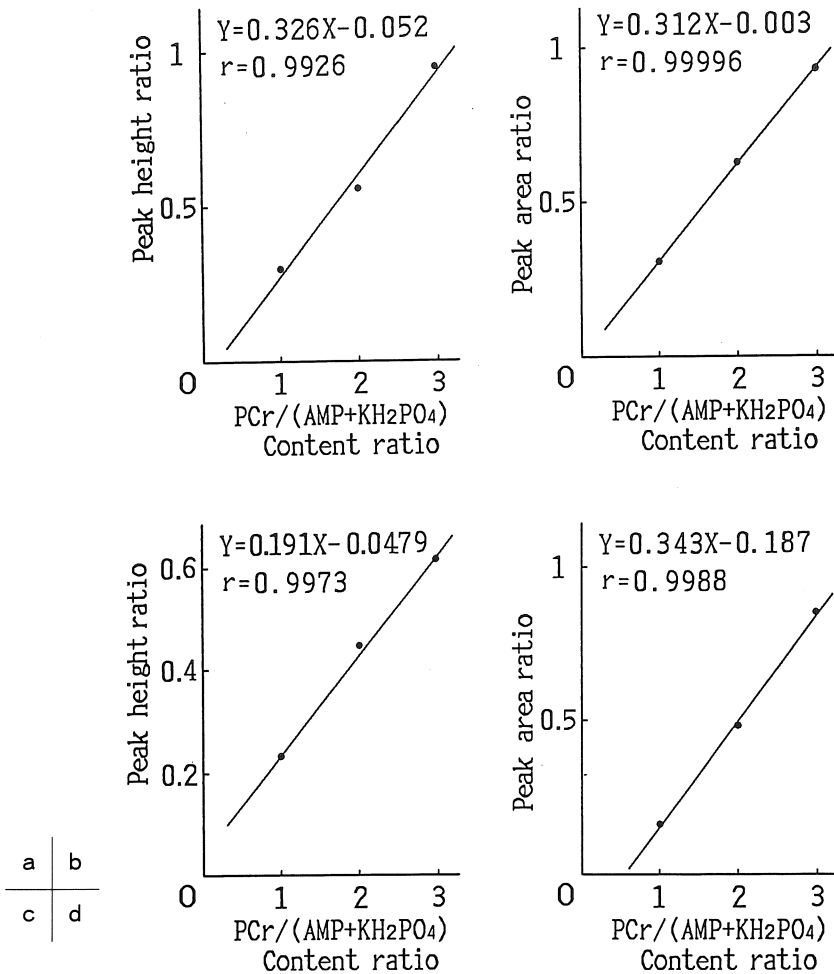 Y=0.326X-0.052
r=0.9926
1
0.5
0
1 2 3
Peak height ratio
PCr/(AMP+KH2PO4)
Content ratio
Y=0.312X-0.003
r=0.99996
1
0.5
0
1 2 3
Peak area ratio
PCr/(AMP+KH2PO4)
Content ratio
Y=0.191X-0.0479
r=0.9973
0.6
0.4
0.2
0
1 2 3
Peak height ratio
PCr/(AMP+KH2PO4)
Content ratio
Y=0.343X-0.187
r=0.9988
1
0.5
0
1 2 3
Peak area ratio
PCr/(AMP+KH2PO4)
Content ratio
a b
c d